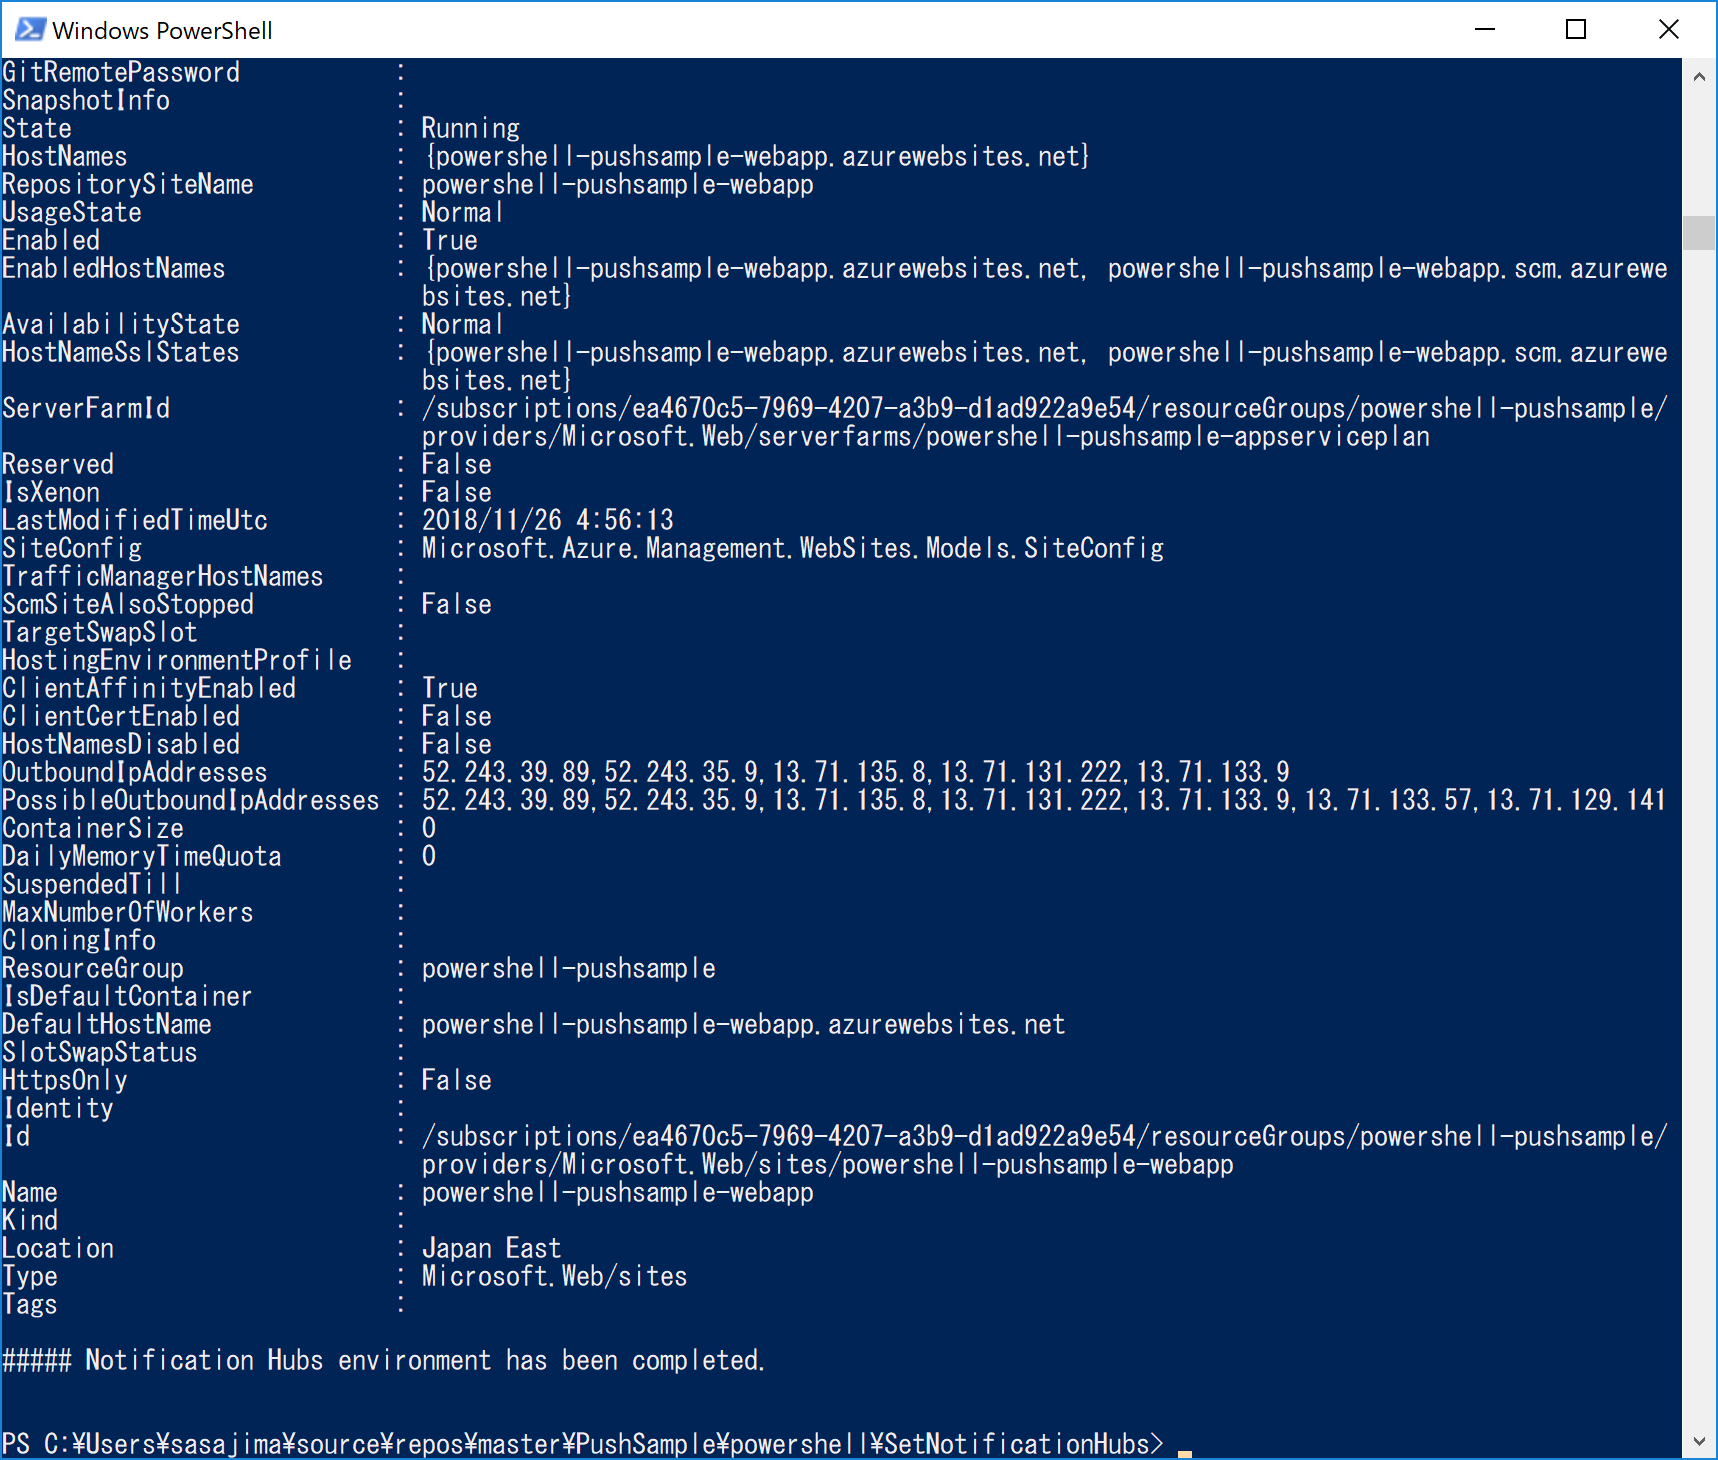 Windows PowerShell
GitRemotePassword :
SnapshotInfo :
State : Running
HostNames : {powershell-pushsample-webapp.azurewebsites.net}
RepositorySiteName : powershell-pushsample-webapp
UsageState : Normal
Enabled : True
EnabledHostNames : {powershell-pushsample-webapp.azurewebsites.net, powershell-pushsample-webapp.scm.azurewe
bsites.net}
AvailabilityState : Normal
HostNameSslStates : {powershell-pushsample-webapp.azurewebsites.net, powershell-pushsample-webapp.scm.azurewe
bsites.net}
ServerFarmId : /subscriptions/ea4670c5-7969-4207-a3b9-d1ad922a9e54/resourceGroups/powershell-pushsample/
providers/Microsoft.Web/serverfarms/powershell-pushsample-appserviceplan
Reserved : False
IsXenon : False
LastModifiedTimeUtc : 2018/11/26 4:56:13
SiteConfig : Microsoft.Azure.Management.WebSites.Models.SiteConfig
TrafficManagerHostNames :
ScmSiteAlsoStopped : False
TargetSwapSlot :
HostingEnvironmentProfile :
ClientAffinityEnabled : True
ClientCertEnabled : False
HostNamesDisabled : False
OutboundIpAddresses : 52.243.39.89,52.243.35.9,13.71.135.8,13.71.131.222,13.71.133.9
PossibleOutboundIpAddresses : 52.243.39.89,52.243.35.9,13.71.135.8,13.71.131.222,13.71.133.9,13.71.133.57,13.71.129.141
ContainerSize : 0
DailyMemoryTimeQuota : 0
SuspendedTill :
MaxNumberOfWorkers :
CloningInfo :
ResourceGroup : powershell-pushsample
IsDefaultContainer :
DefaultHostName : powershell-pushsample-webapp.azurewebsites.net
SlotSwapStatus :
HttpsOnly : False
Identity :
Id : /subscriptions/ea4670c5-7969-4207-a3b9-d1ad922a9e54/resourceGroups/powershell-pushsample/
providers/Microsoft.Web/sites/powershell-pushsample-webapp
Name : powershell-pushsample-webapp
Kind :
Location : Japan East
Type : Microsoft.Web/sites
Tags :
##### Notification Hubs environment has been completed.
PS C:¥Users¥sasajima¥source¥repos¥master¥PushSample¥powershell¥SetNotificationHubs> _